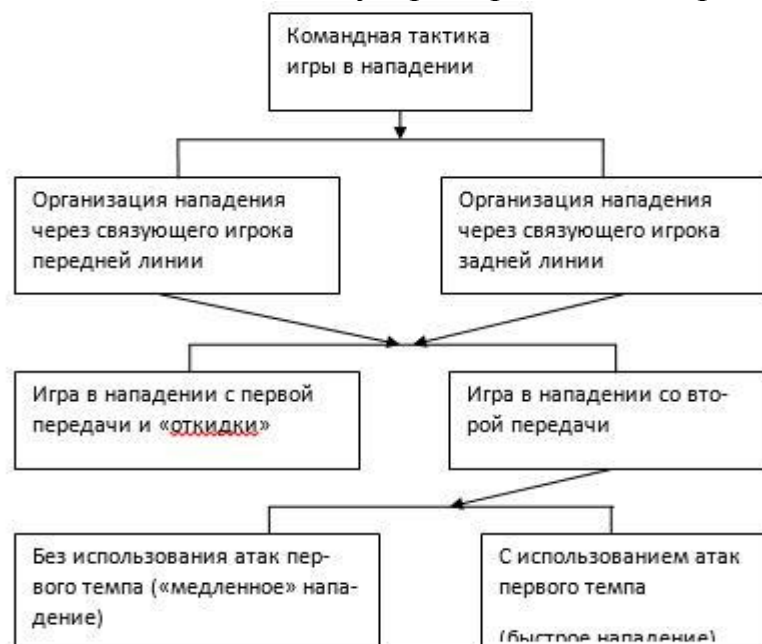 Командная тактика
игры в нападении
Организация нападения
через связующего игрока
передней линии
Организация нападения
через связующего игрока
задней линии
Игра в нападении с первой
передачи и «откидки»
Игра в нападении со вто-
рой передачи
Без использования атак пер-
вого темпа («медленное» напа-
дение)
С использованием атак
первого темпа
(быстрое нападение)